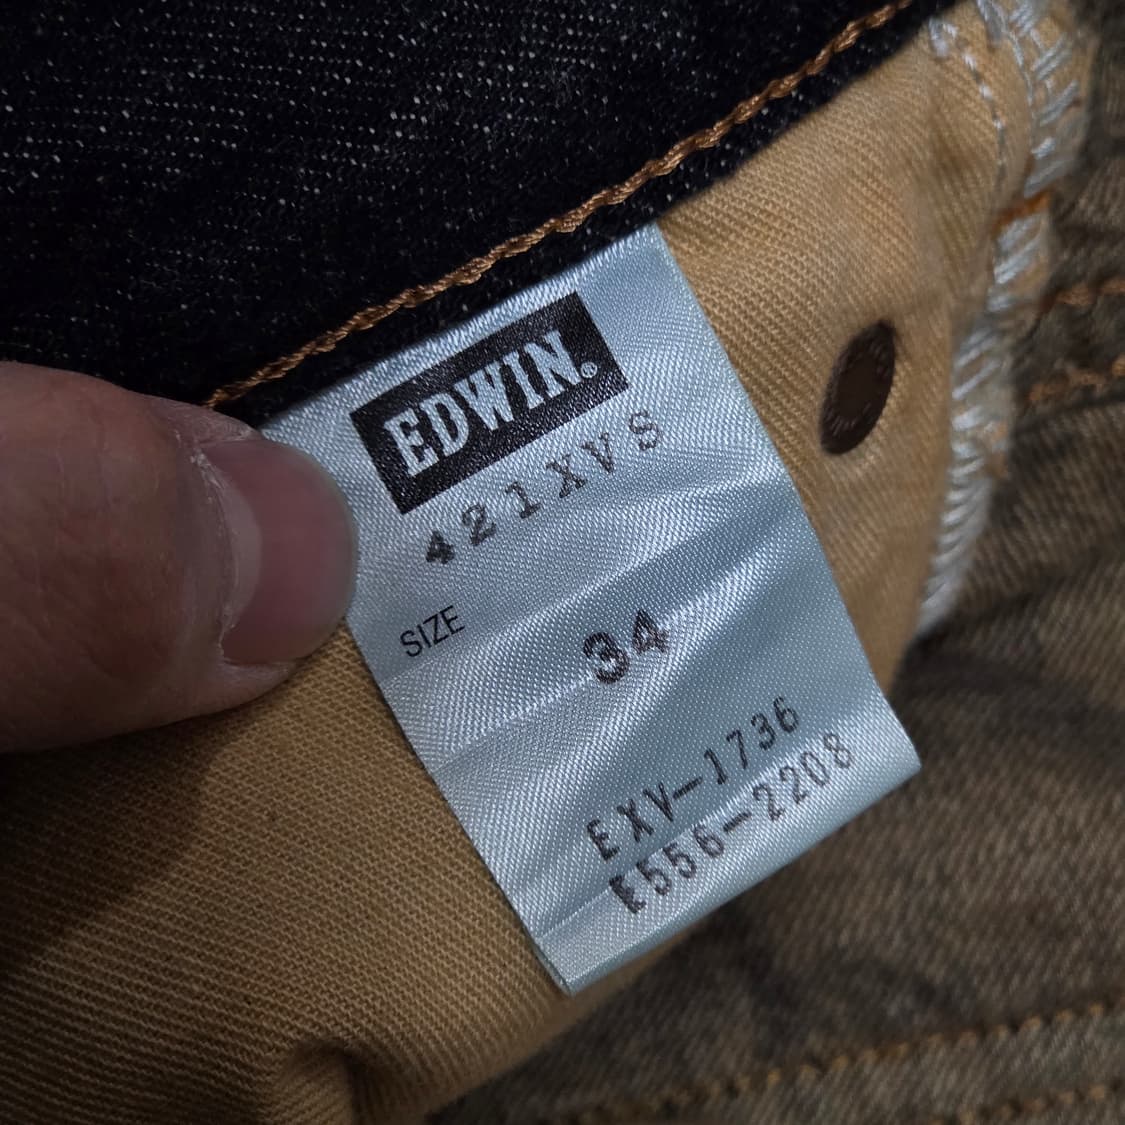 EDWIN.
421XVS
SIZE
34
EXV-1736
E556-2208